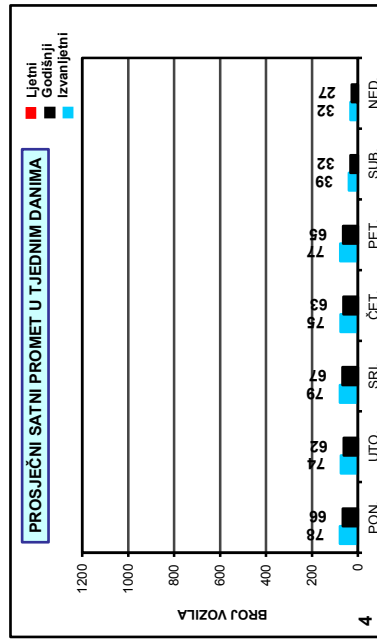 PROSJEČNI SATNI PROMET U TJEDNIM DANIMA
Ljetni
Godišnji
Izvanljetni
BROJ VOZILA
1200
1000
800
600
400
200
0
78 66
74 62
79 67
75 63
77 65
39 32
32 27
PON UTO SRI ČET PET SUB NED
4